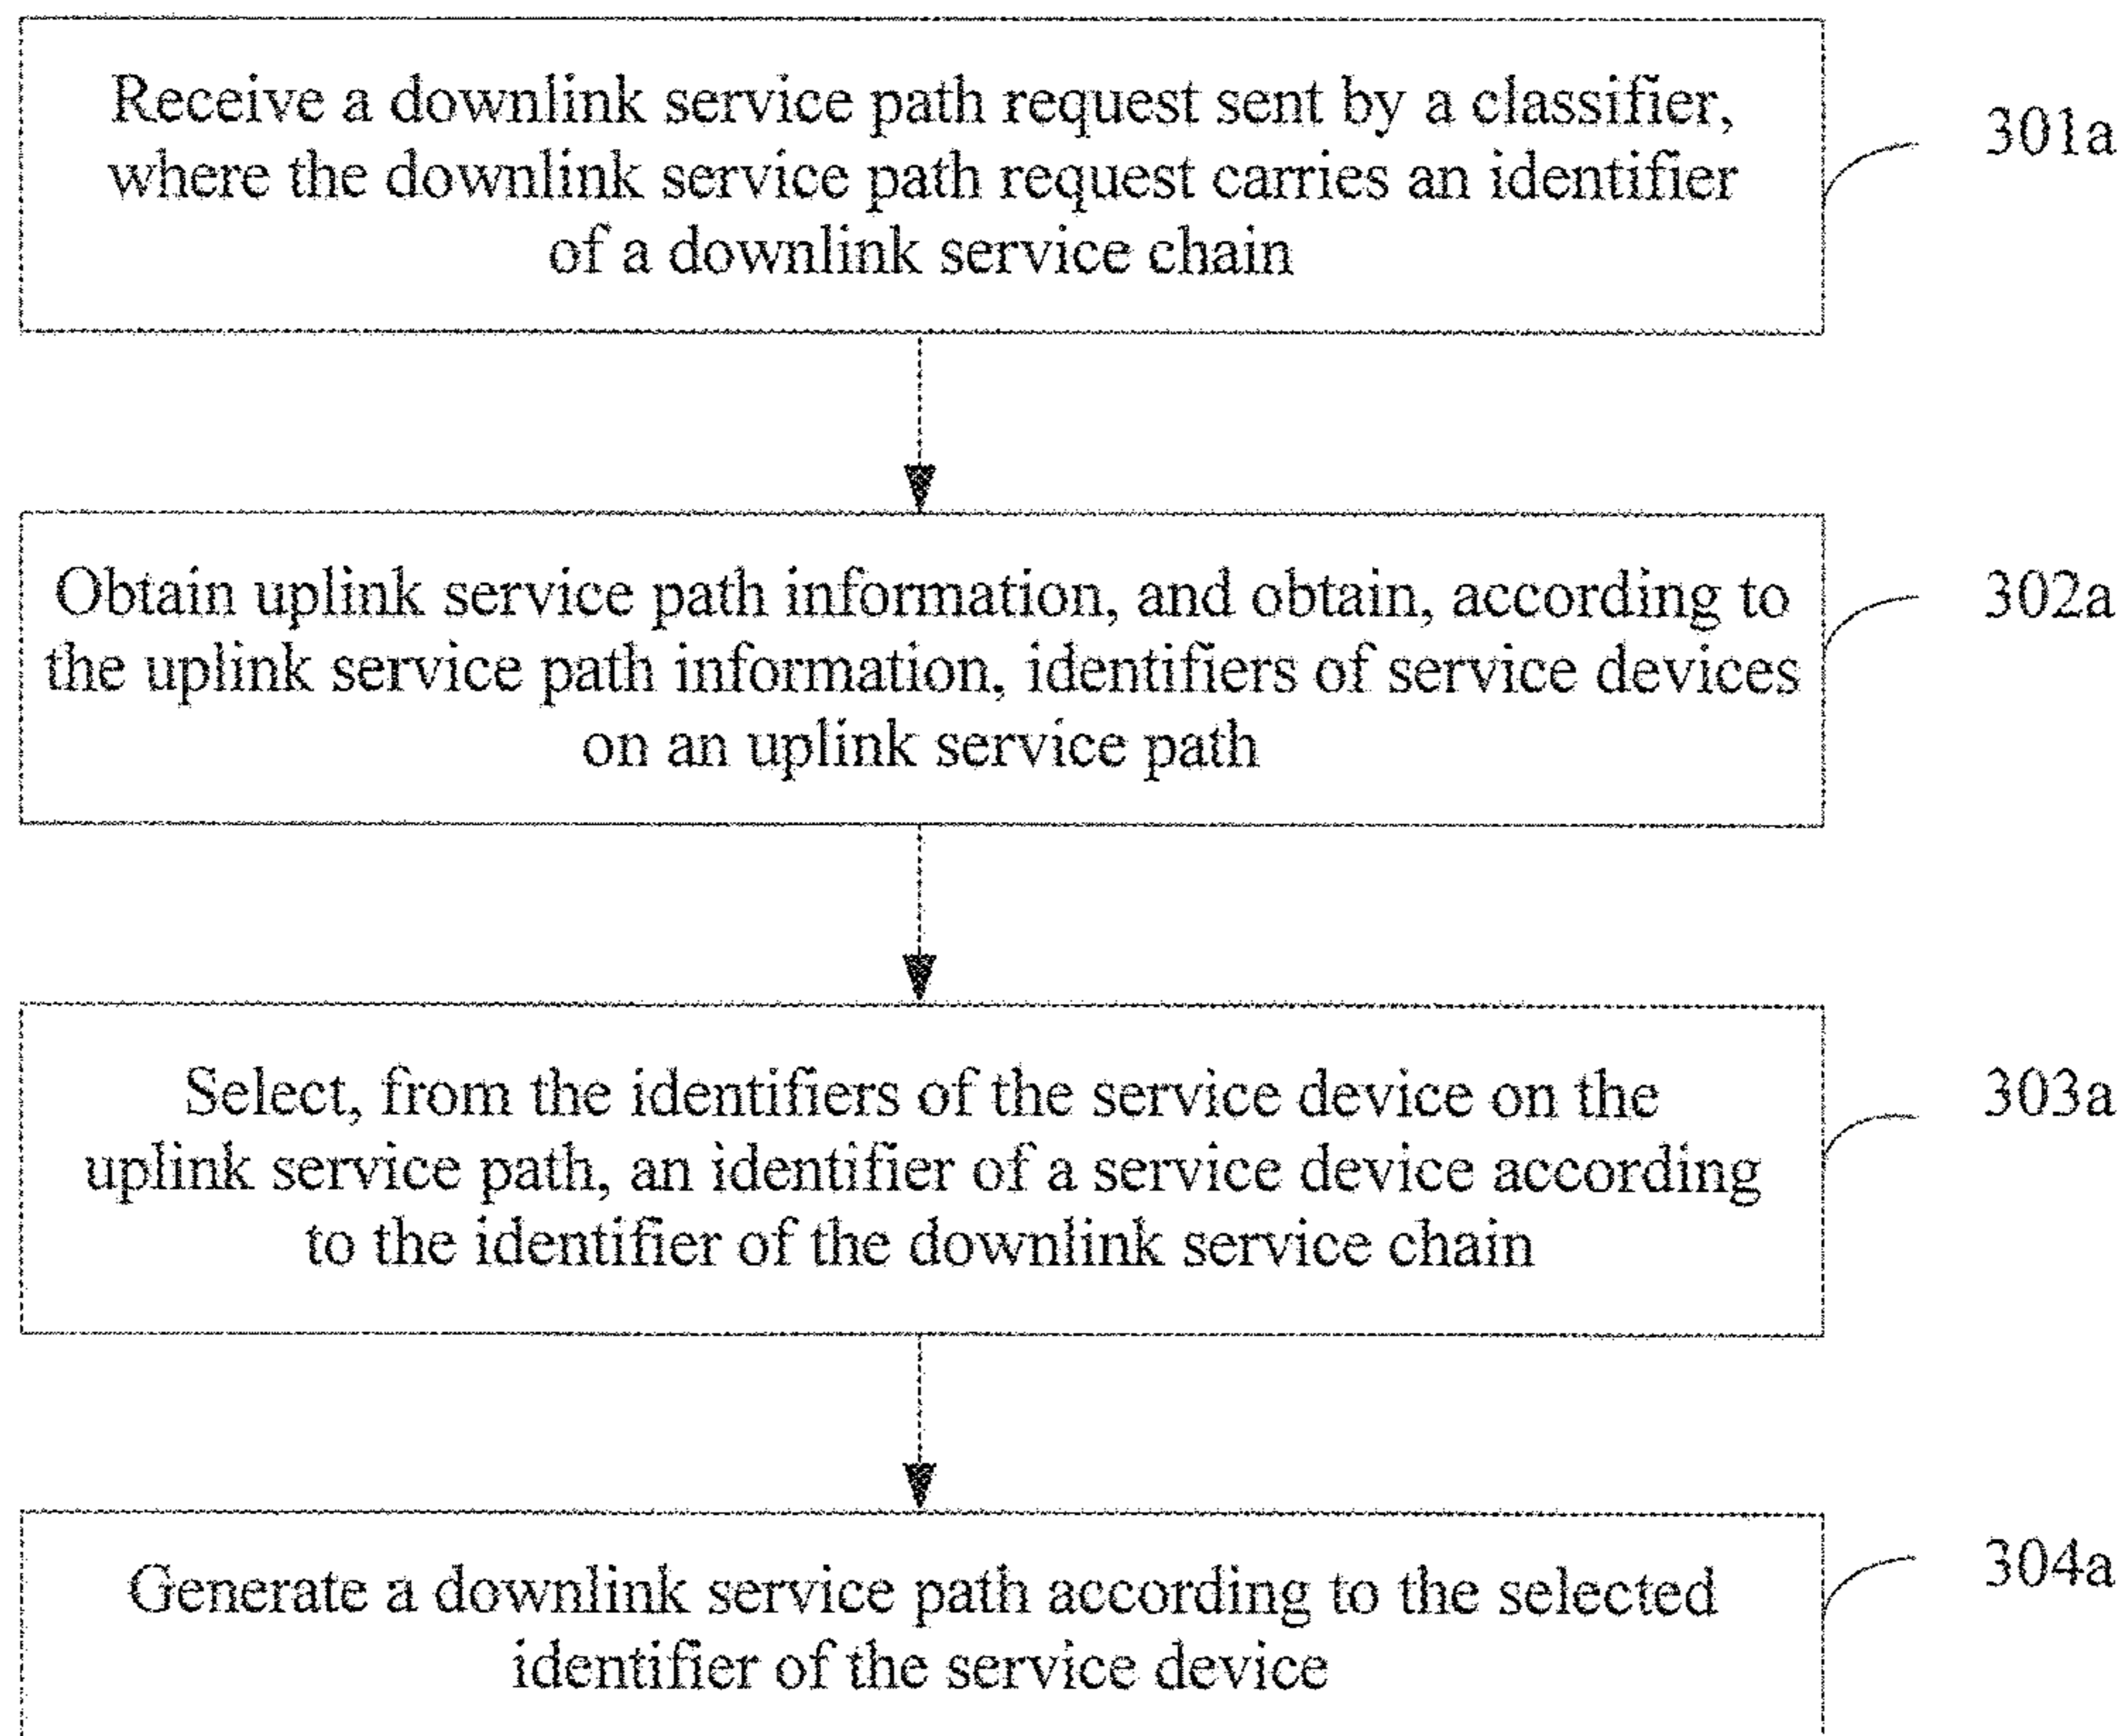 Receive a downlink service path request sent by a classifier,
where the downlink service path request carries an identifier
of a downlink service chain
301a
Obtain uplink service path information, and obtain, according to
the uplink service path information, identifiers of service devices
on an uplink service path
302a
Select, from the identifiers of the service device on the
uplink service path, an identifier of a service device according
to the identifier of the downlink service chain
303a
Generate a downlink service path according to the selected
identifier of the service device
304a